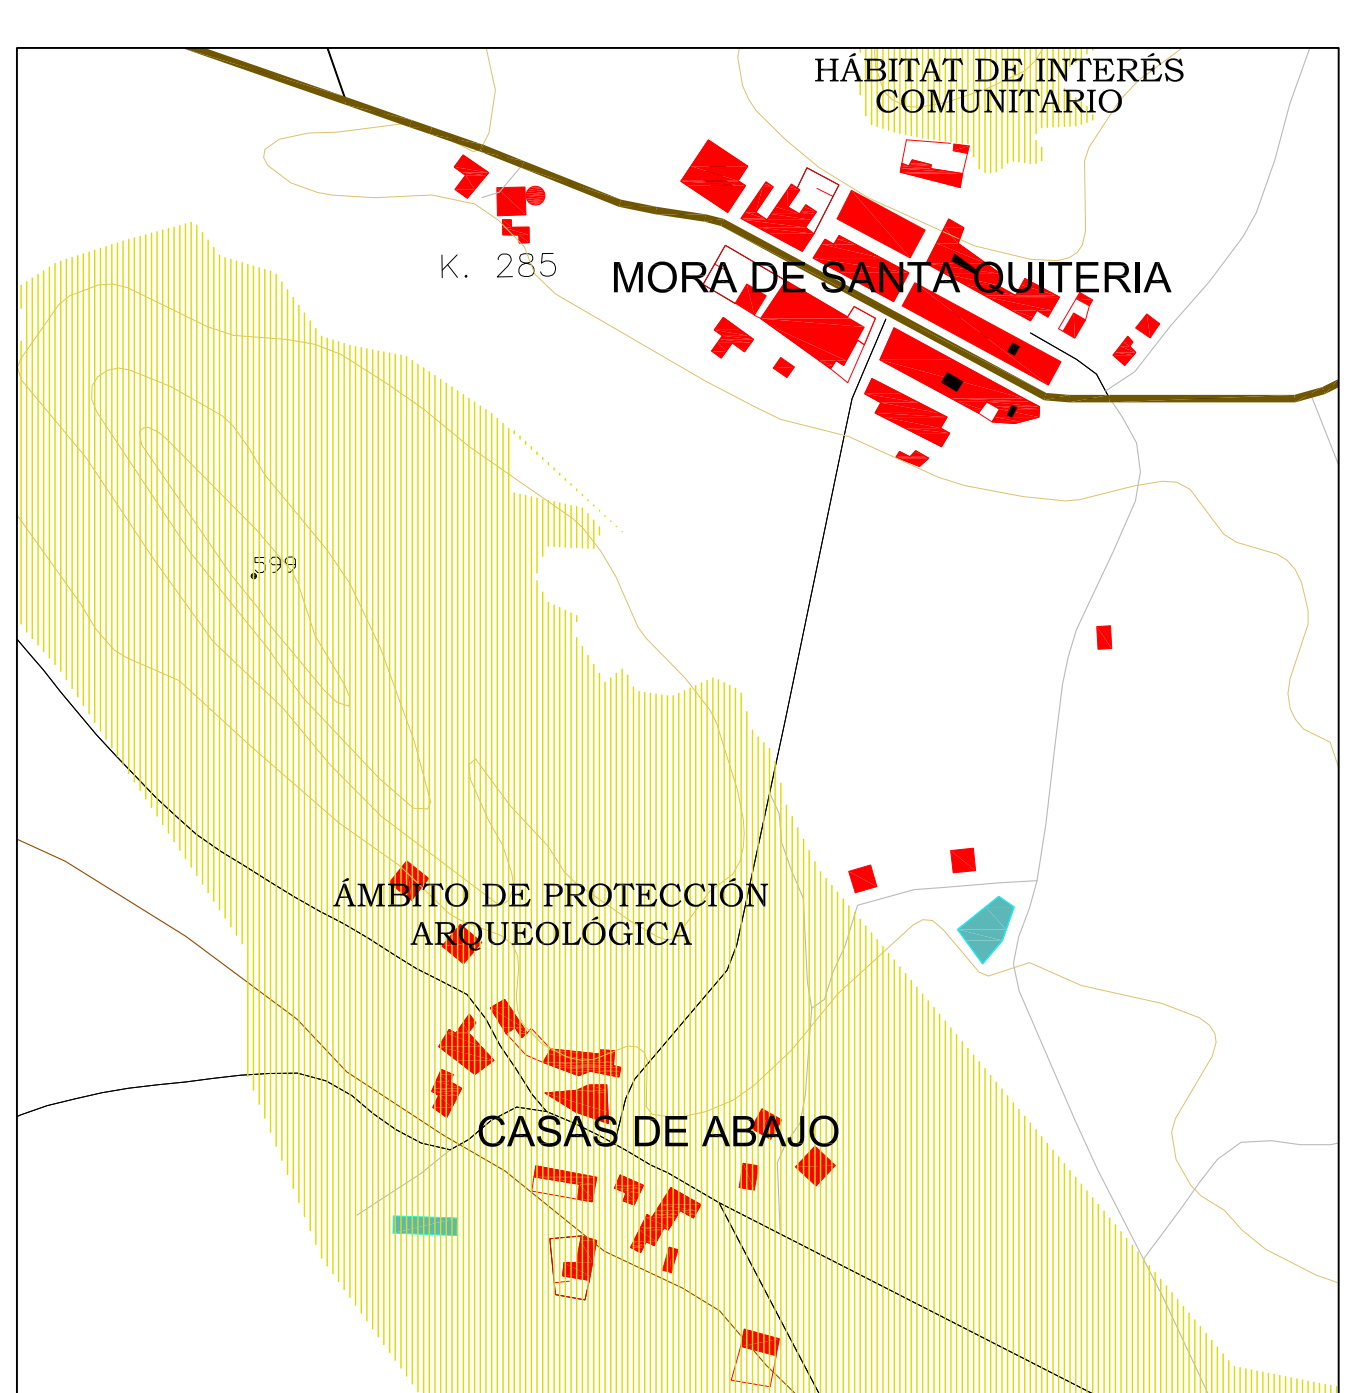 HÁBITAT DE INTERÉS
COMUNITARIO
K. 285
MORA DE SANTA QUITERIA
599
ÁMBITO DE PROTECCIÓN
ARQUEOLÓGICA
CASAS DE ABAJO